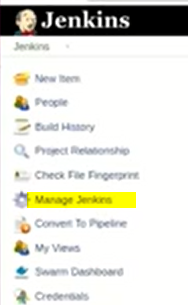 Jenkins
Jenkins
New Item
People
Build History
Project Relationship
Check File Fingerprint
Manage Jenkins
Convert To Pipeline
My Views
Swarm Dashboard
Credentials